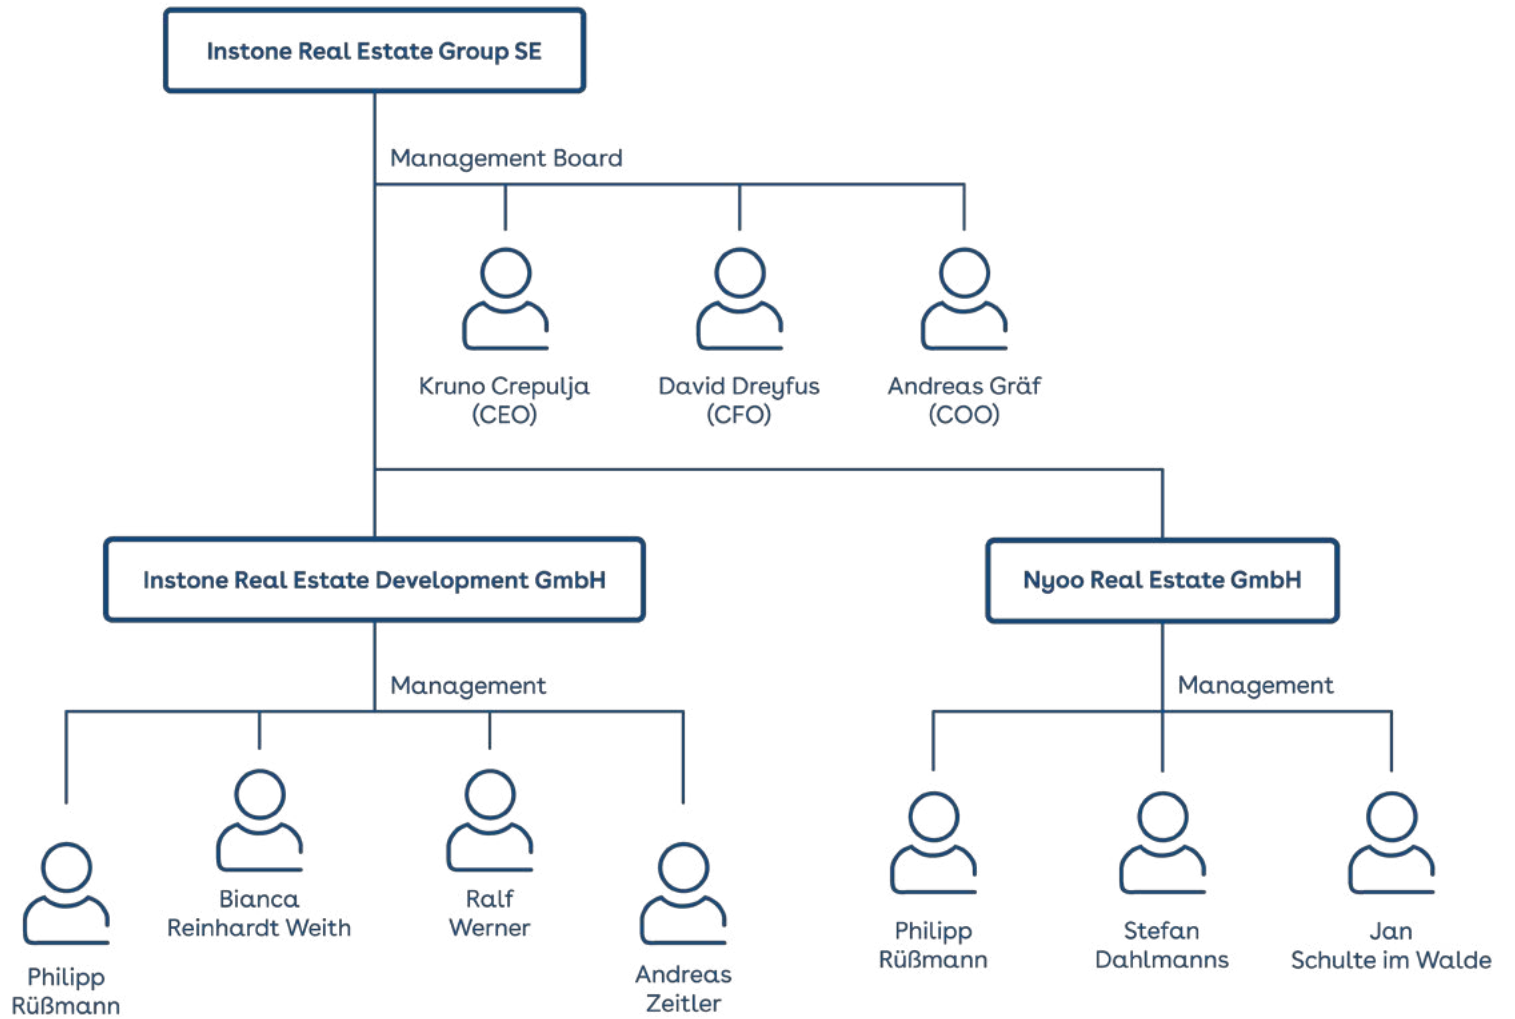 Instone Real Estate Group SE
Management Board
Kruno Crepulja
(CEO)
David Dreyfus
(CFO)
Andreas Gräf
(COO)
Instone Real Estate Development GmbH
Management
Philipp
Rüßmann
Bianca
Reinhardt Weith
Ralf
Werner
Andreas
Zeitler
Nyoo Real Estate GmbH
Management
Philipp
Rüßmann
Stefan
Dahlmanns
Jan
Schulte im Walde